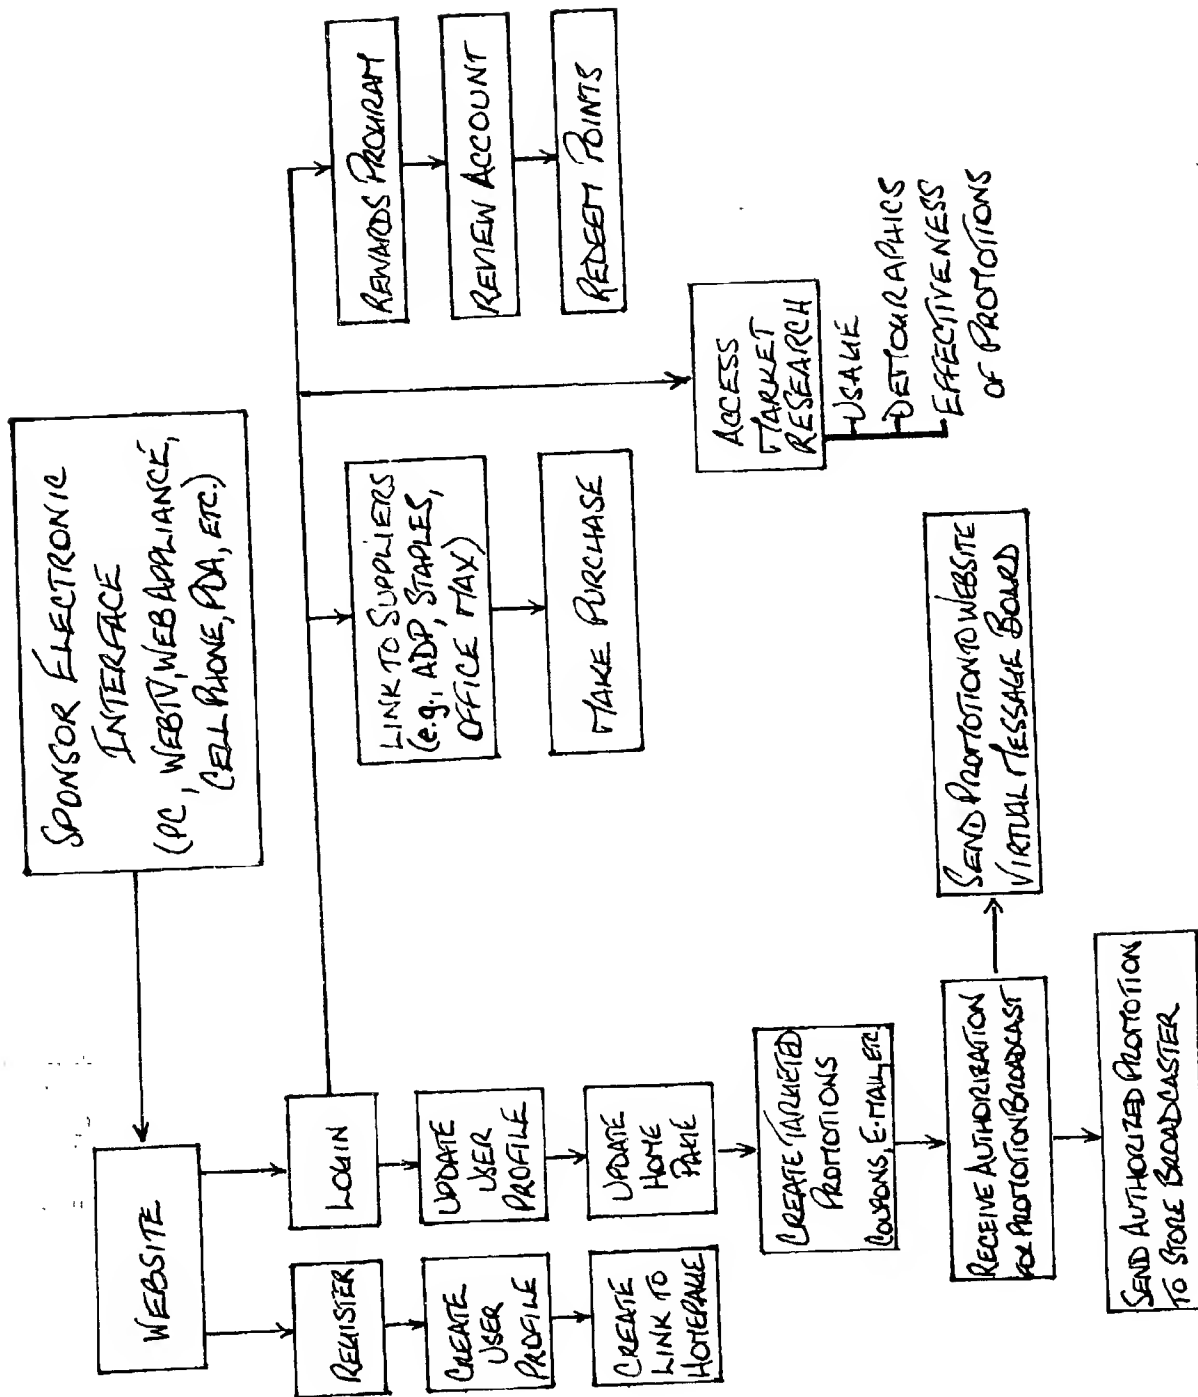 SPONSOR ELECTRONIC
INTERFACE
(PC, WEBTV, WEB APPLIANCE,
CELL PHONE, PDA, ETC.)
WEBSITE
REGISTER
CREATE
USER
PROFILE
CREATE
LINK TO
HOMEPAGE
LOGIN
UPDATE
USER
PROFILE
UPDATE
HOME
PAGE
CREATE TARGETED
PROMOTIONS
COUPONS, E-MAIL, ETC.
RECEIVE AUTHORIZATION
FOR PROMOTION BROADCAST
SEND AUTHORIZED PROMOTION
TO STORE BROADCASTER
SEND PROMOTION TO WEBSITE
VIRTUAL MESSAGE BOARD
LINK TO SUPPLIERS
(e.g., ADP, STAPLES,
OFFICE MAX)
MAKE PURCHASE
ACCESS
MARKET
RESEARCH
USAGE
DEMOGRAPHICS
EFFECTIVENESS
OF PROMOTIONS
REWARDS PROGRAM
REVIEW ACCOUNT
REDEEM POINTS